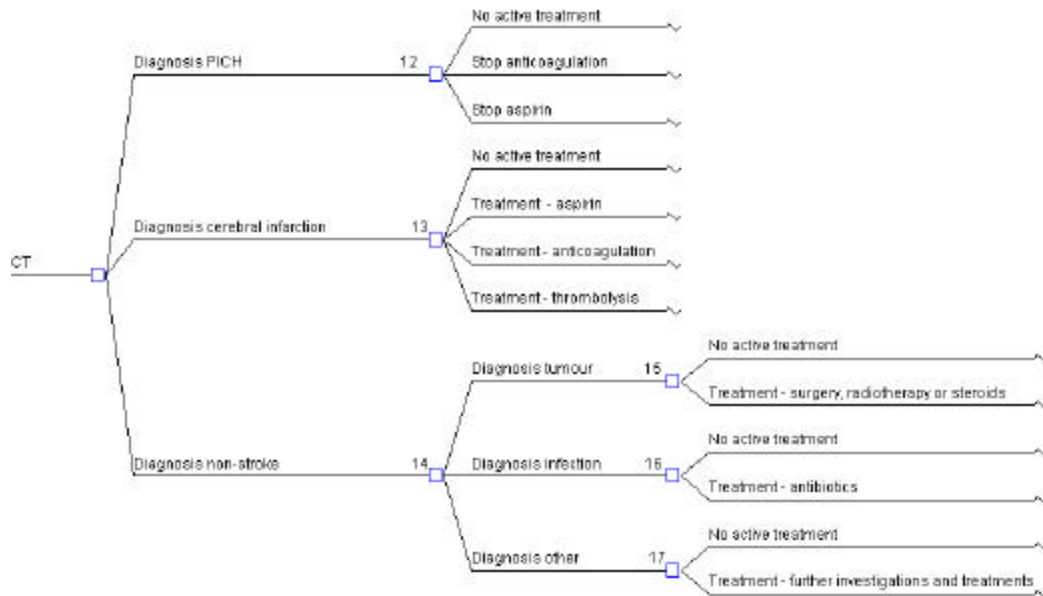 No active treatment
Diagnosis PICH 12
Stop anticoagulation
Stop aspirin
No active treatment
Treatment - aspirin
Diagnosis cerebral infarction 13
Treatment - anticoagulation
CT
Treatment - thrombolysis
No active treatment
Diagnosis tumour 15
Treatment - surgery, radiotherapy or steroids
No active treatment
Diagnosis non-stroke 14
Diagnosis infection 16
Treatment - antibiotics
No active treatment
Diagnosis other 17
Treatment - further investigations and treatments